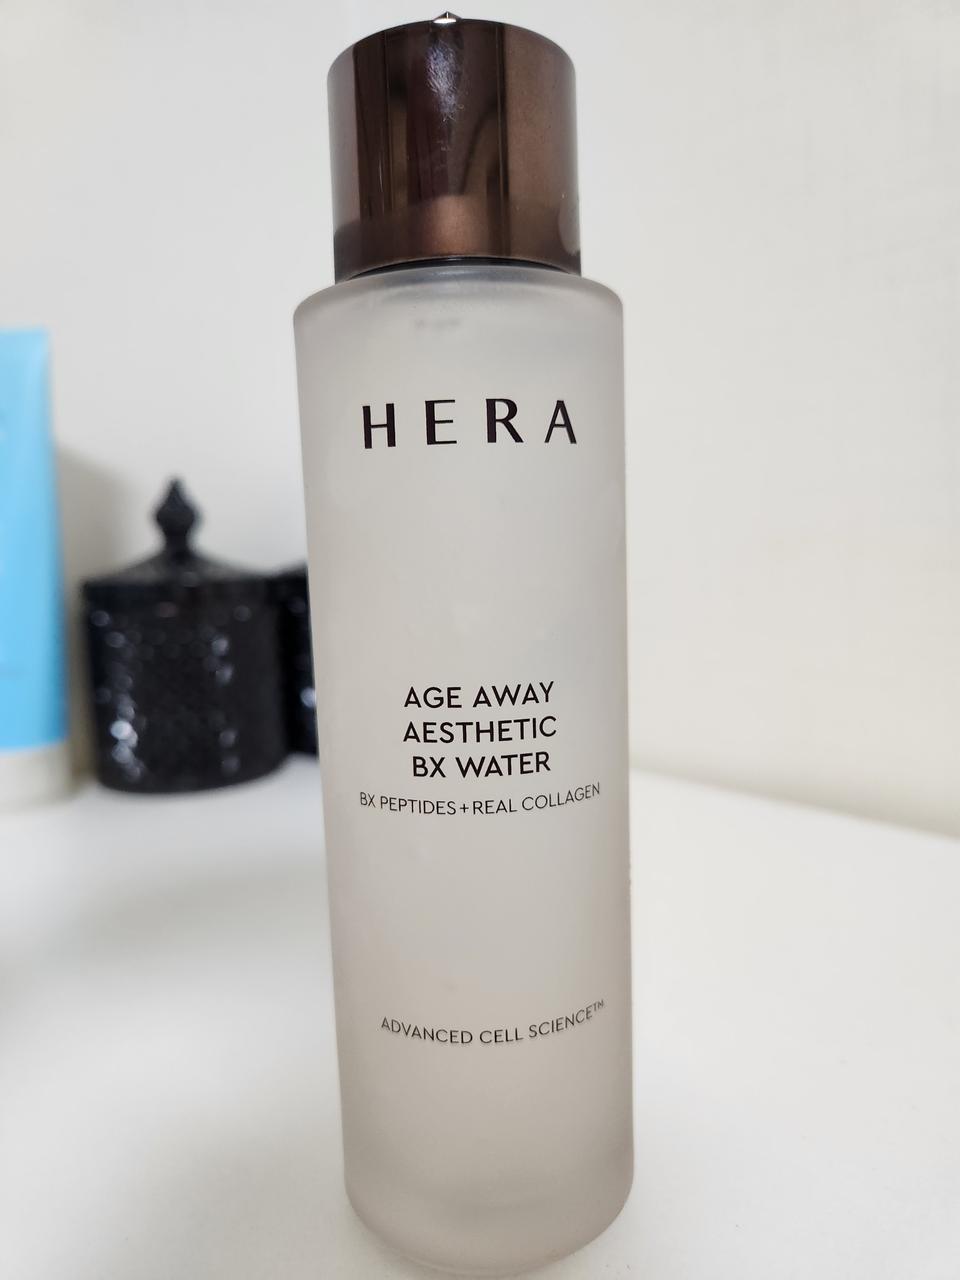 HERA
AGE AWAY
AESTHETIC
BX WATER
BX PEPTIDES+REAL COLLAGEN
ADVANCED CELL SCIENCE™